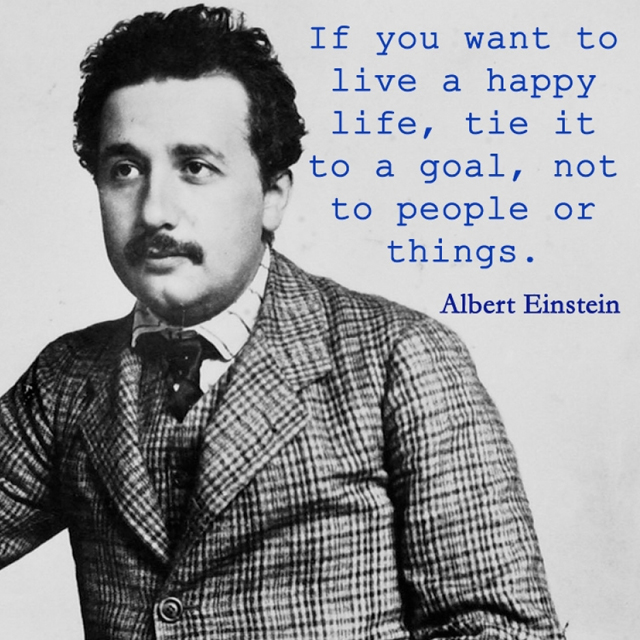 If you want to
live a happy
life, tie it
to a goal, not
to people or
things.
Albert Einstein